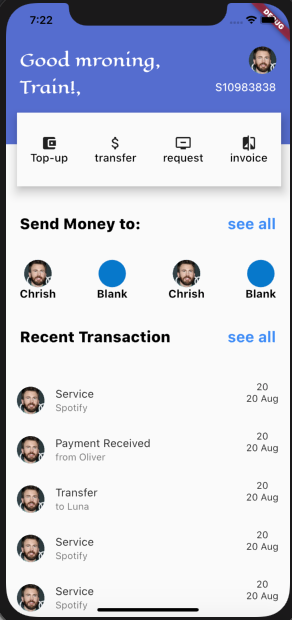 7:22
DEBUG
Good mroning,
Train!,
S10983838
Top-up transfer request invoice
Send Money to: see all
Chrish Blank Chrish Blank
Recent Transaction see all
Service 20
Spotify 20 Aug
Payment Received 20
from Oliver 20 Aug
Transfer 20
to Luna 20 Aug
Service 20
Spotify 20 Aug
Service 20
Spotify 20 Aug